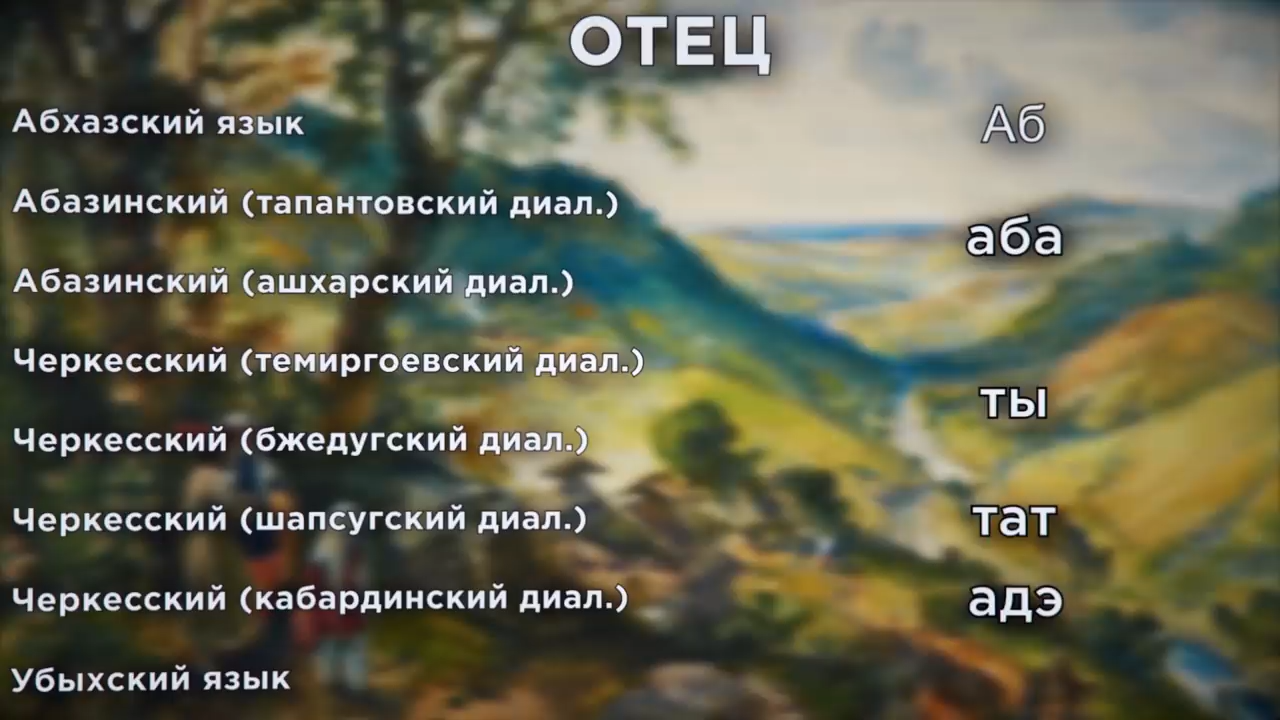 ОТЕЦ
Абхазский язык
Аб
Абазинский (тапантовский диал.)
аба
Абазинский (ашхарский диал.)
Черкесский (темиргоевский диал.)
ты
Черкесский (бжедугский диал.)
Черкесский (шапсугский диал.)
тат
Черкесский (кабардинский диал.)
адэ
Убыхский язык